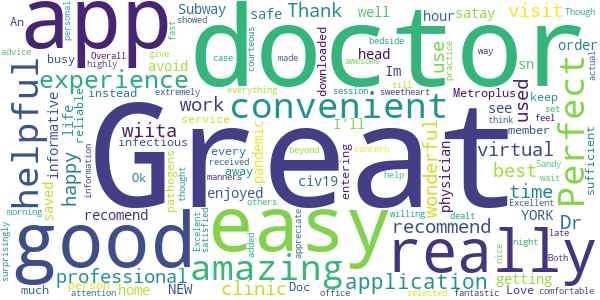 app
doctor
Great
easy
good
really
helpful
amazing
convenient
Perfect
experience
application
recommend
professional
clinic
virtual
wonderful
happy
work
wiita
visit
Thank
Subway
safe
well
hour
satay
use
sn
order
head
Im
downloaded
used
see
keep
member
Metroplus
I'll
physician
best
time
YORK
Dr
sufficient
set
actual
Though
practice
feel
think
Sandy
wait
Excellent
late
Both
comfortable
nice
night
fantastic
Love
getting
selected
office
Doc
NEW
home
person
attention
much
morning
surprisingly
recomend
saved
informative
life
reliable
information
infectious
Ok
instead
busy
avoid
An
advice
Overall
highly
extremely
personal
fast
showed
courteous
give
case
made
awesome
bedside
way
everything
session.
sweetheart
till
service
every
away
pandemic
pathogens
thought
received
manners
enjoyed
others
civ19
beyond
concern
entering
help
willing
dealt
appreciate
added
satisfied
Excellent